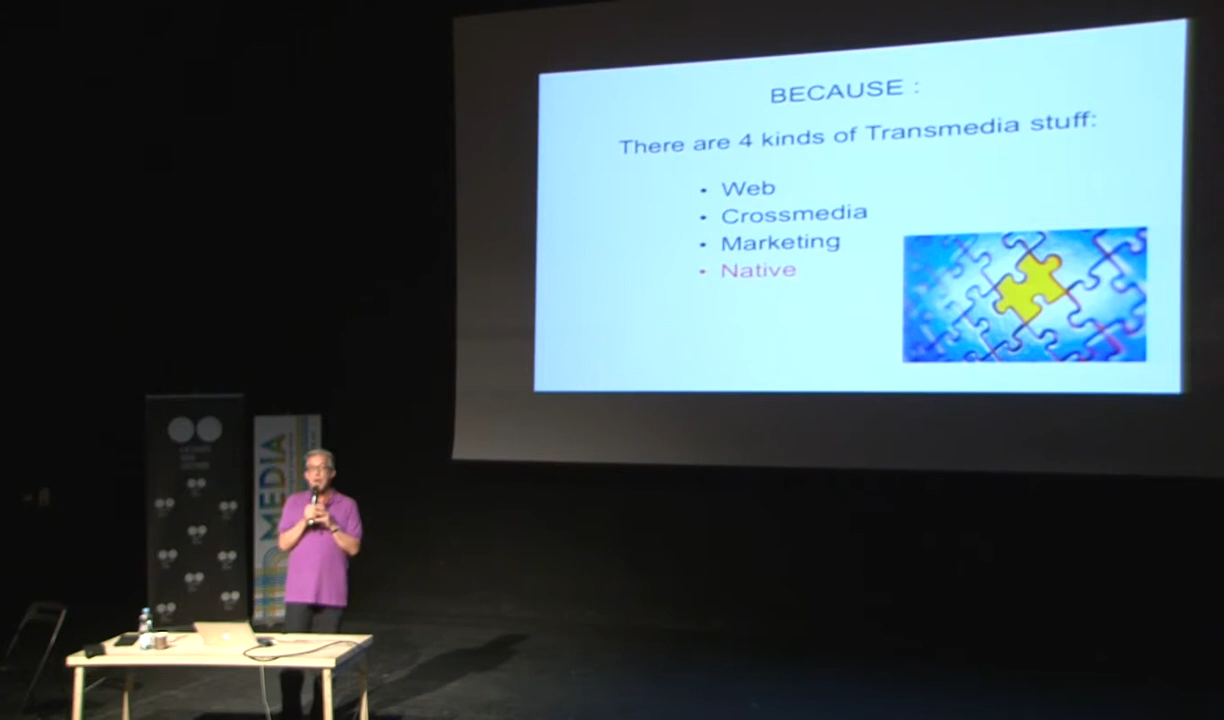 BECAUSE :
There are 4 kinds of Transmedia stuff:
• Web
• Crossmedia
• Marketing
• Native
MEDIA